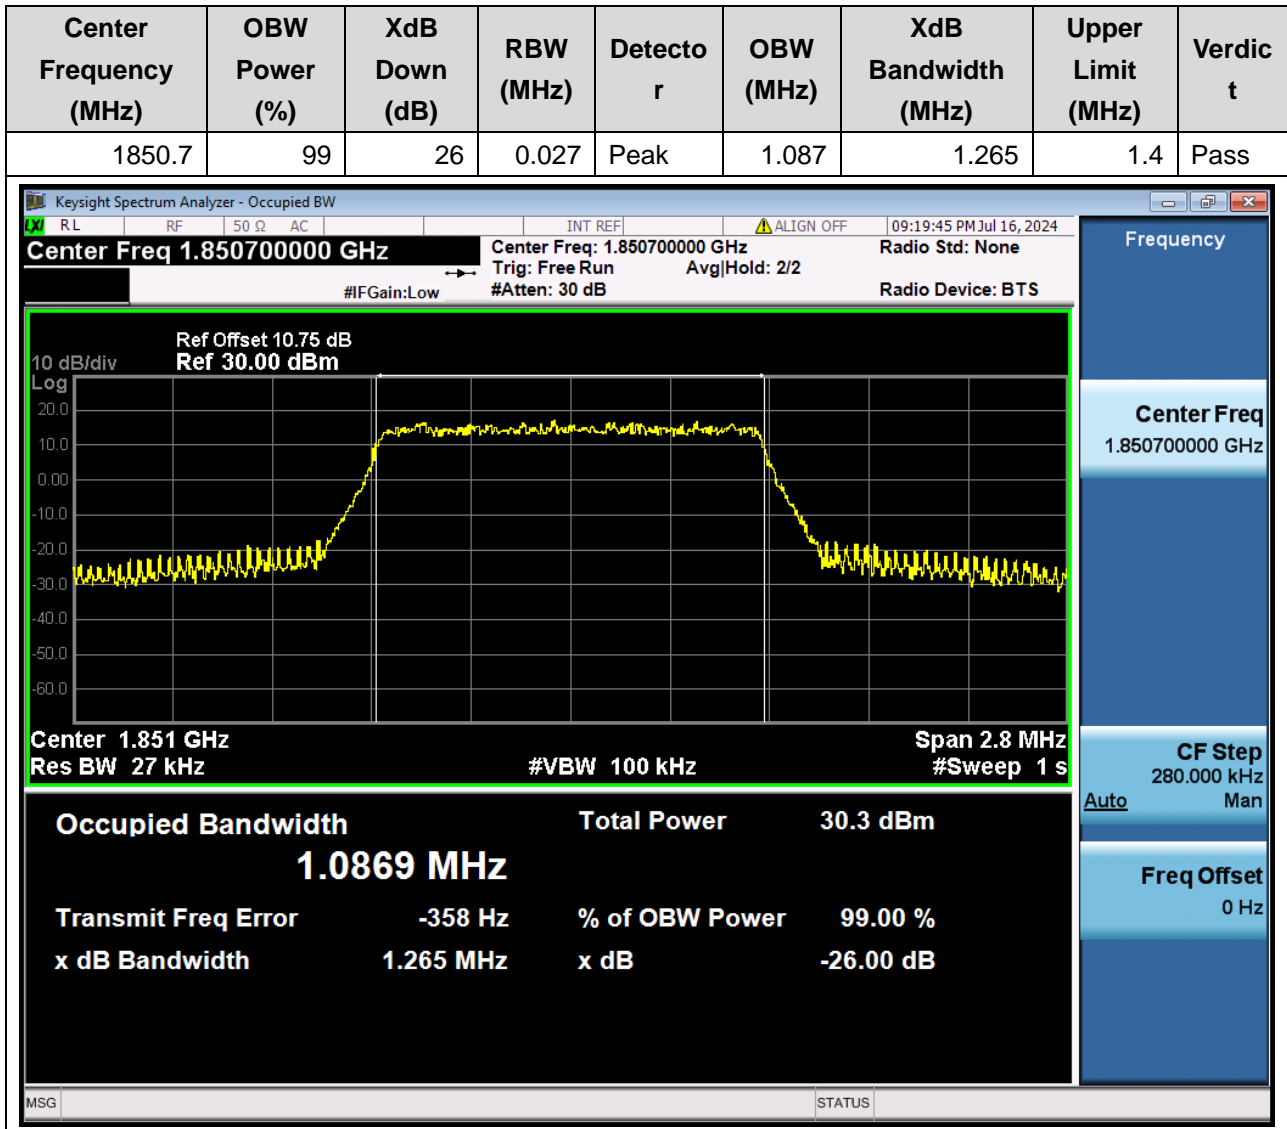 Center Frequency (MHz) OBW Power (%) XdB Down (dB) RBW (MHz) Detecto r OBW (MHz) XdB Bandwidth (MHz) Upper Limit (MHz) Verdic t
1850.7 99 26 0.027 Peak 1.087 1.265 1.4 Pass
Keysight Spectrum Analyzer - Occupied BW
LXI RL RF 50 Ω AC INT REF ALIGN OFF 09:19:45 PM Jul 16, 2024
Center Freq 1.850700000 GHz
Center Freq: 1.850700000 GHz Radio Std: None
Trig: Free Run Avg|Hold: 2/2
#IFGain:Low #Atten: 30 dB Radio Device: BTS
Frequency
Ref Offset 10.75 dB
10 dB/div Ref 30.00 dBm
Log
20.0
10.0
0.00
-10.0
-20.0
-30.0
-40.0
-50.0
-60.0
Center 1.851 GHz Span 2.8 MHz
Res BW 27 kHz #VBW 100 kHz #Sweep 1 s
Center Freq
1.850700000 GHz
CF Step
280.000 kHz
Auto Man
Freq Offset
0 Hz
Occupied Bandwidth Total Power 30.3 dBm
1.0869 MHz
Transmit Freq Error -358 Hz % of OBW Power 99.00 %
x dB Bandwidth 1.265 MHz x dB -26.00 dB
MSG STATUS